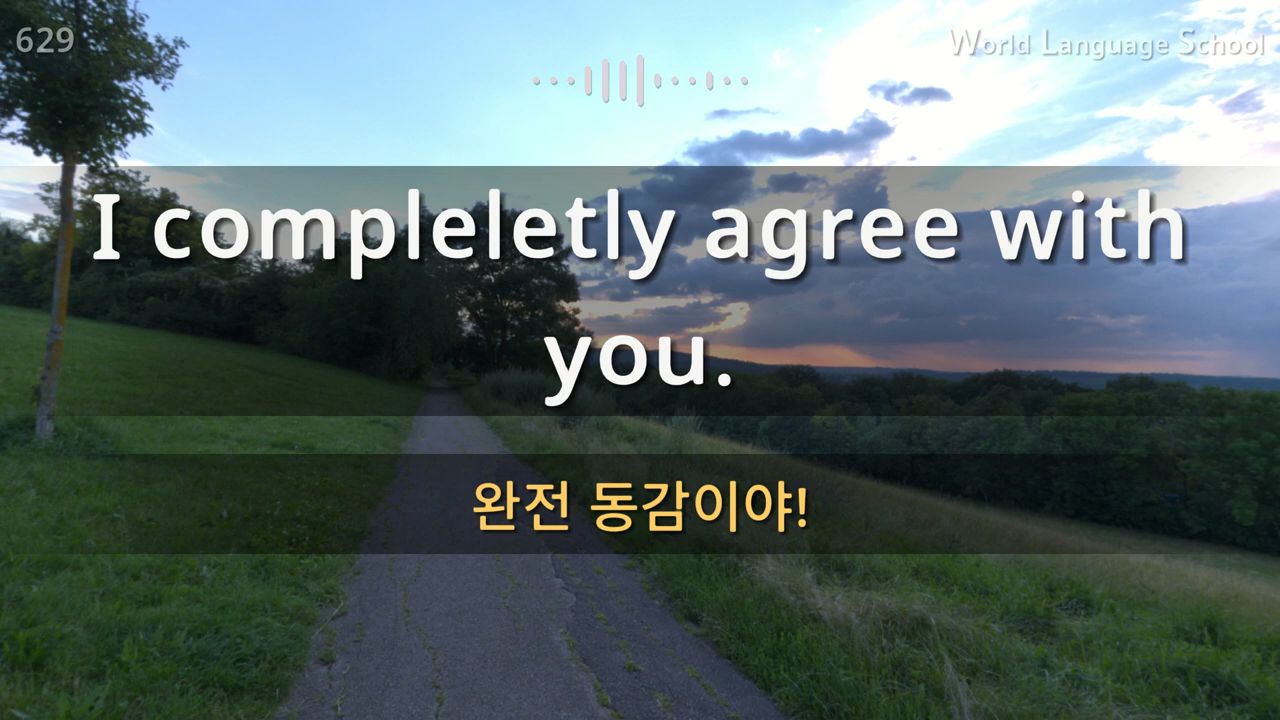 629
World Language School
I compleletly agree with
you.
완전 동감이야!